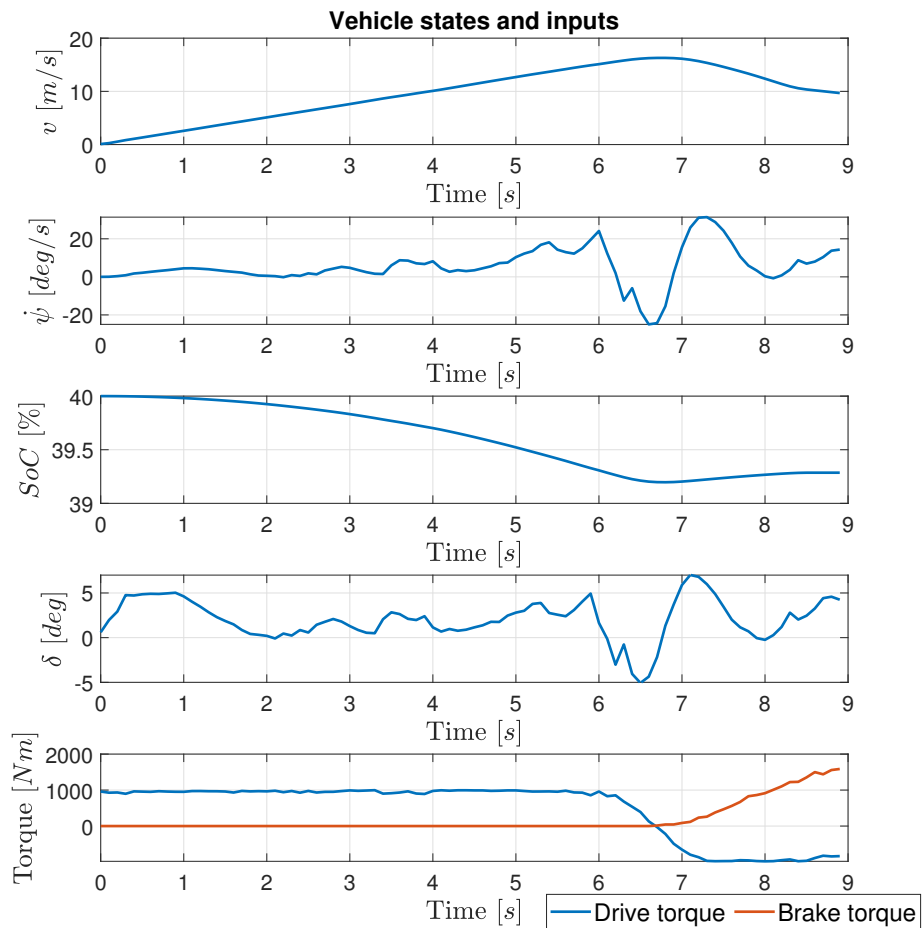 Vehicle states and inputs
v [m/s]
20
10
0
0 1 2 3 4 5 6 7 8 9
Time [s]
ψ̇ [deg/s]
20
0
-20
0 1 2 3 4 5 6 7 8 9
Time [s]
SoC [%]
40
39.5
39
0 1 2 3 4 5 6 7 8 9
Time [s]
δ [deg]
5
0
-5
0 1 2 3 4 5 6 7 8 9
Time [s]
Torque [Nm]
2000
1000
0
0 1 2 3 4 5 6 7 8 9
Time [s]
Drive torque Brake torque